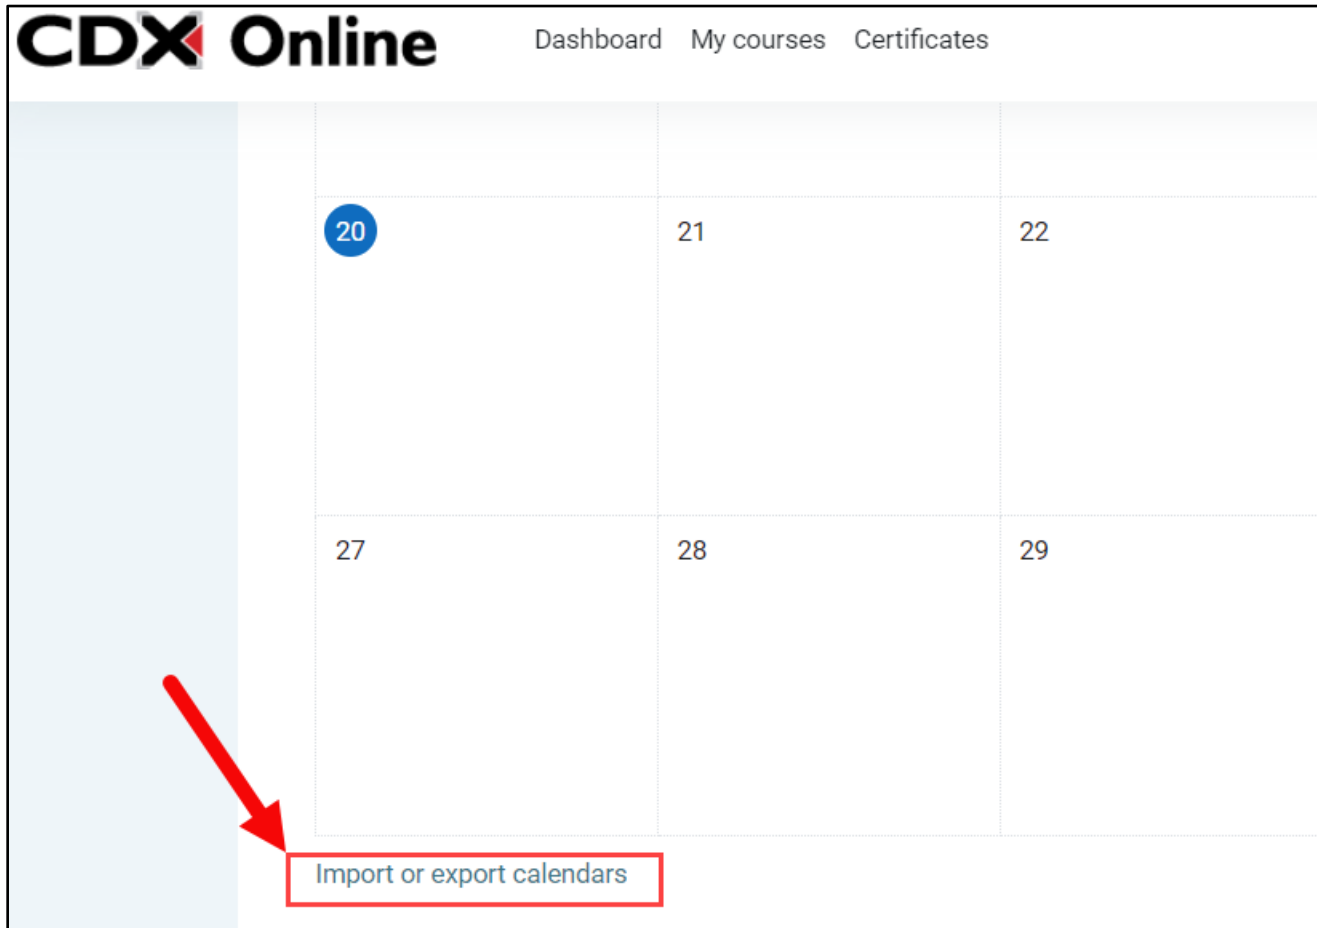 CDX Online Dashboard My courses Certificates
20 21 22
27 28 29
Import or export calendars